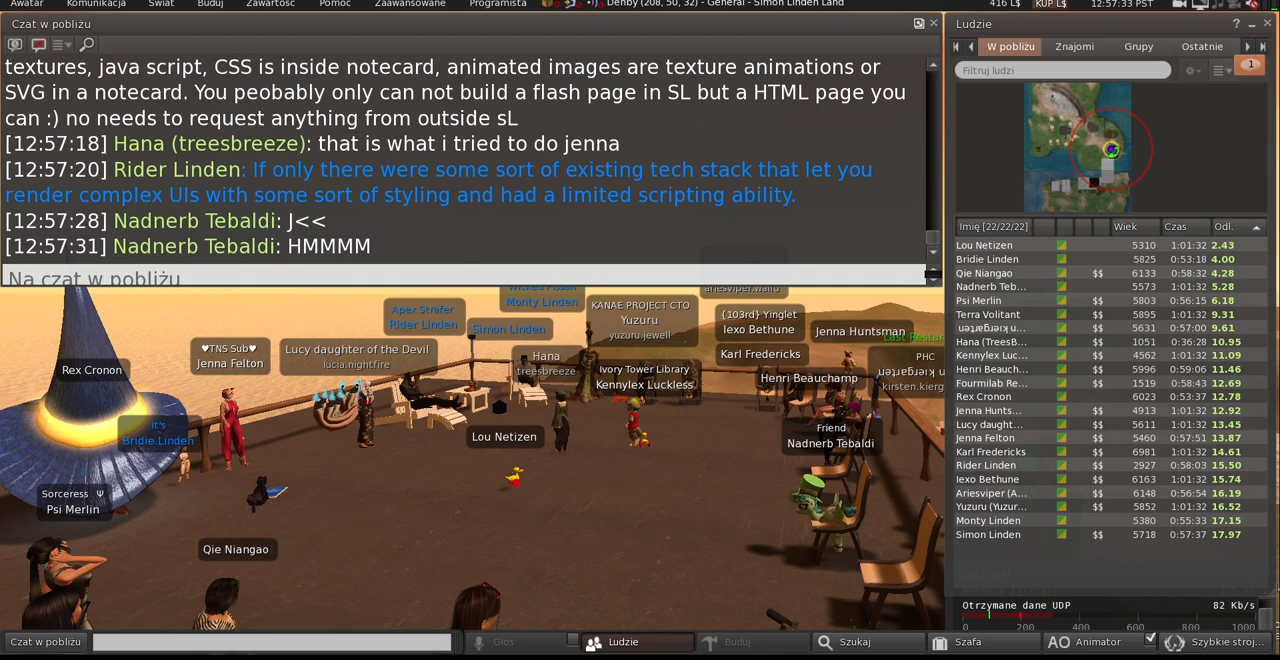 Awatar Komunikacja Świat Buduj Zawartość Pomoc Zaawansowane Programista Denby (208, 50, 32) - General - Simon Linden Land 416 L$ KUP L$ 12:57:33 PST
Czat w pobliżu
textures, java script, CSS is inside notecard, animated images are texture animations or
SVG in a notecard. You peobably only can not build a flash page in SL but a HTML page you
can :) no needs to request anything from outside sL
[12:57:18] Hana (treesbreeze): that is what i tried to do jenna
[12:57:20] Rider Linden: If only there were some sort of existing tech stack that let you
render complex UIs with some sort of styling and had a limited scripting ability.
[12:57:28] Nadnerb Tebaldi: J<<
[12:57:31] Nadnerb Tebaldi: HMMMM
Na czat w pobliżu
Ludzie
W pobliżu Znajomi Grupy Ostatnie
Filtruj ludzi
1
Imię [22/22/22] Wiek Czas Odl.
Lou Netizen 5310 1:01:32 2.43
Bridie Linden 5825 0:53:18 4.00
Qie Niangao $$ 6133 0:58:32 4.28
Nadnerb Teb... 5573 1:01:32 5.28
Psi Merlin $$ 5803 0:56:15 6.18
Terra Volitant $$ 5895 1:01:32 9.31
$$ 5631 0:57:00 9.61
Hana (TreesB... 1051 0:36:28 10.95
Kennylex Luc... $$ 4562 1:01:32 11.09
Henri Beauch... $$ 5996 0:59:06 11.46
Fourmilab Re... $$ 1519 0:58:43 12.69
Rex Cronon 6023 0:53:37 12.78
Jenna Hunts... $$ 4913 1:01:32 12.92
Lucy daught... $$ 5611 1:01:32 13.45
Jenna Felton $$ 5460 0:57:51 13.87
Karl Fredericks $$ 6981 1:01:32 14.61
Rider Linden $$ 2927 0:58:03 15.50
Iexo Bethune $$ 6163 1:01:32 15.74
Ariesviper (A... $$ 6148 0:56:54 16.19
Yuzuru (Yuzur... $$ 5852 1:01:32 16.52
Monty Linden 5380 0:55:33 17.15
Simon Linden $$ 5718 0:57:37 17.97
Monty Linden
Apex Strafer
Rider Linden
Simon Linden
KANAE PROJECT CTO
Yuzuru
yuzuru.jewell
{103rd} Yinglet
Iexo Bethune
Jenna Huntsman
Last Restar
♥TNS Sub♥
Jenna Felton
Lucy daughter of the Devil
lucia.nightfire
Hana
treesbreeze
Karl Fredericks
PHC
kirsten.kierg
Rex Cronon
Ivory Tower Library
Kennylex Luckless
Henri Beauchamp
It's
Bridie Linden
Lou Netizen
Friend
Nadnerb Tebaldi
Sorceress Ψ
Psi Merlin
Qie Niangao
Otrzymane dane UDP 82 Kb/s
0 200 400 600 800 1000
Czat w pobliżu Głos Ludzie Buduj Szukaj Szafa AO Animator Szybkie stroj...